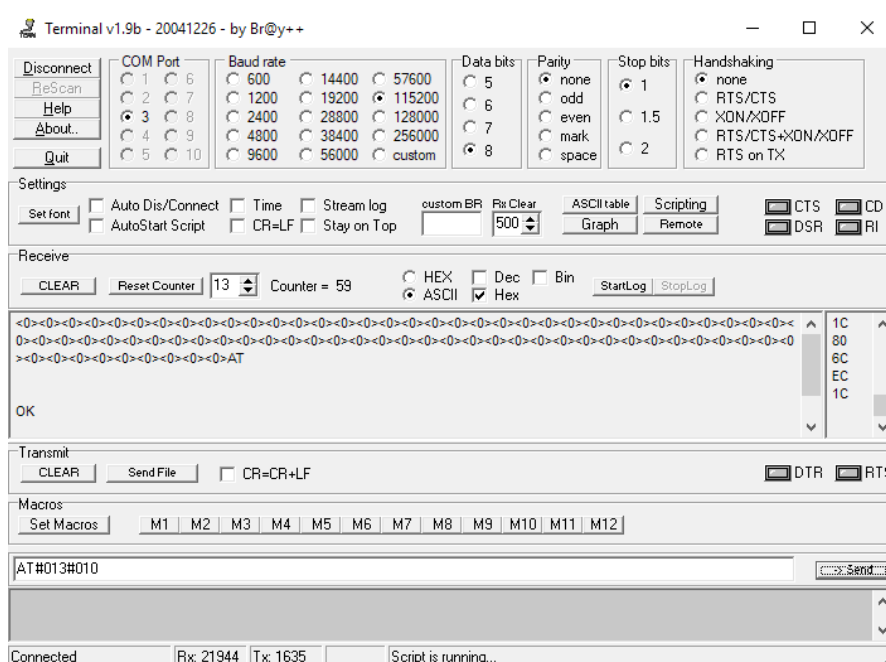 Terminal v1.9b - 20041226 - by Br@y++
Disconnect
ReScan
Help
About..
Quit
COM Port
1 6
2 7
3 8
4 9
5 10
Baud rate
600 14400 57600
1200 19200 115200
2400 28800 128000
4800 38400 256000
9600 56000 custom
Data bits
5
6
7
8
Parity
none
odd
even
mark
space
Stop bits
1
1.5
2
Handshaking
none
RTS/CTS
XON/XOFF
RTS/CTS+XON/XOFF
RTS on TX
Settings
Set font
Auto Dis/Connect Time Stream log
AutoStart Script CR=LF Stay on Top
custom BR Rx Clear
500
ASCII table Scripting
Graph Remote
CTS CD
DSR RI
Receive
CLEAR Reset Counter 13 Counter = 59
HEX Dec Bin
ASCII Hex
StartLog StopLog
<0><0><0><0><0><0><0><0><0><0><0><0><0><0><0><0><0><0><0><0><0><0><0><0><0><0><0><0><0><0><0><
0><0><0><0><0><0><0><0><0><0><0><0><0><0><0><0><0><0><0><0><0><0><0><0><0><0><0><0><0><0><0><0
><0><0><0><0><0><0><0><0><0>AT
OK
1C
80
6C
EC
1C
Transmit
CLEAR Send File CR=CR+LF
DTR RTS
Macros
Set Macros M1 M2 M3 M4 M5 M6 M7 M8 M9 M10 M11 M12
AT#013#010
-> Send
Connected Rx: 21944 Tx: 1635 Script is running...